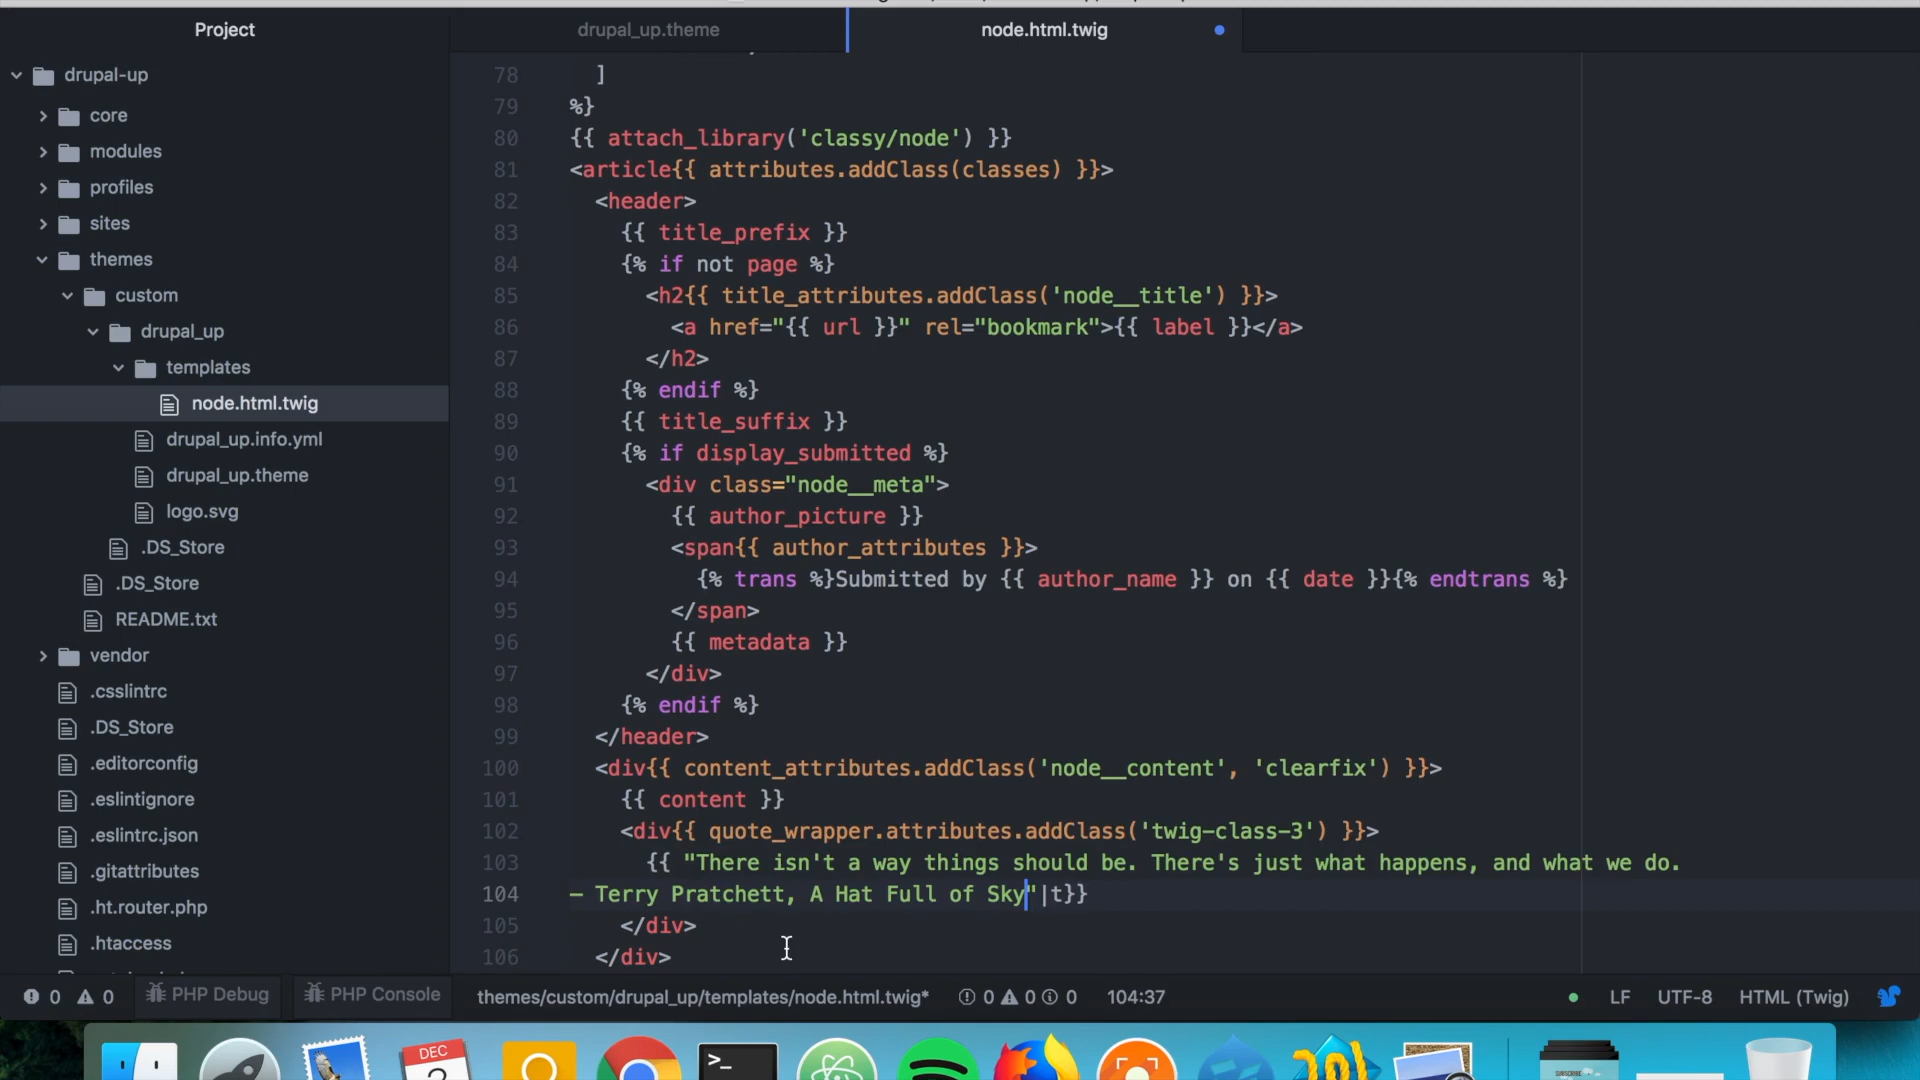 Project
drupal_up.theme
node.html.twig
drupal-up
core
modules
profiles
sites
themes
custom
drupal_up
templates
node.html.twig
drupal_up.info.yml
drupal_up.theme
logo.svg
.DS_Store
.DS_Store
README.txt
vendor
.csslintrc
.DS_Store
.editorconfig
.eslintignore
.eslintrc.json
.gitattributes
.ht.router.php
.htaccess
78 ]
79 %}
80 {{ attach_library('classy/node') }}
81 <article{{ attributes.addClass(classes) }}>
82 <header>
83 {{ title_prefix }}
84 {% if not page %}
85 <h2{{ title_attributes.addClass('node__title') }}>
86 <a href="{{ url }}" rel="bookmark">{{ label }}</a>
87 </h2>
88 {% endif %}
89 {{ title_suffix }}
90 {% if display_submitted %}
91 <div class="node__meta">
92 {{ author_picture }}
93 <span{{ author_attributes }}>
94 {% trans %}Submitted by {{ author_name }} on {{ date }}{% endtrans %}
95 </span>
96 {{ metadata }}
97 </div>
98 {% endif %}
99 </header>
100 <div{{ content_attributes.addClass('node__content', 'clearfix') }}>
101 {{ content }}
102 <div{{ quote_wrapper.attributes.addClass('twig-class-3') }}>
103 {{ "There isn't a way things should be. There's just what happens, and what we do.
104 — Terry Pratchett, A Hat Full of Sky"|t}}
105 </div>
106 </div>
0 0 PHP Debug PHP Console themes/custom/drupal_up/templates/node.html.twig* 0 0 0 104:37 LF UTF-8 HTML (Twig)
DEC
>_
SUBSCRIBE